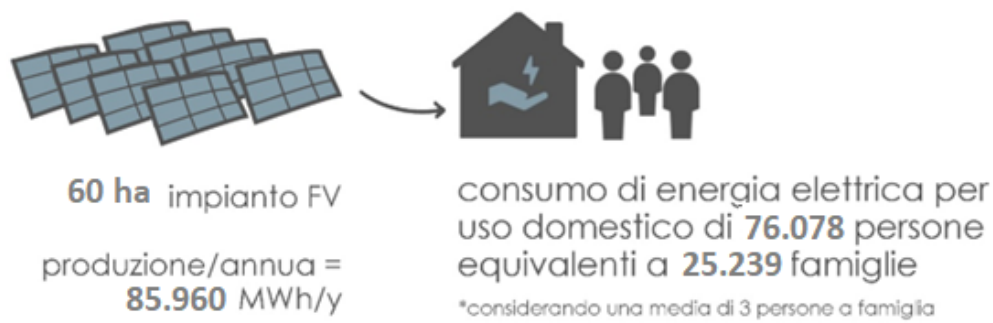 60 ha impianto FV
produzione/annua =
85.960 MWh/y
consumo di energia elettrica per
uso domestico di 76.078 persone
equivalenti a 25.239 famiglie
*considerando una media di 3 persone a famiglia